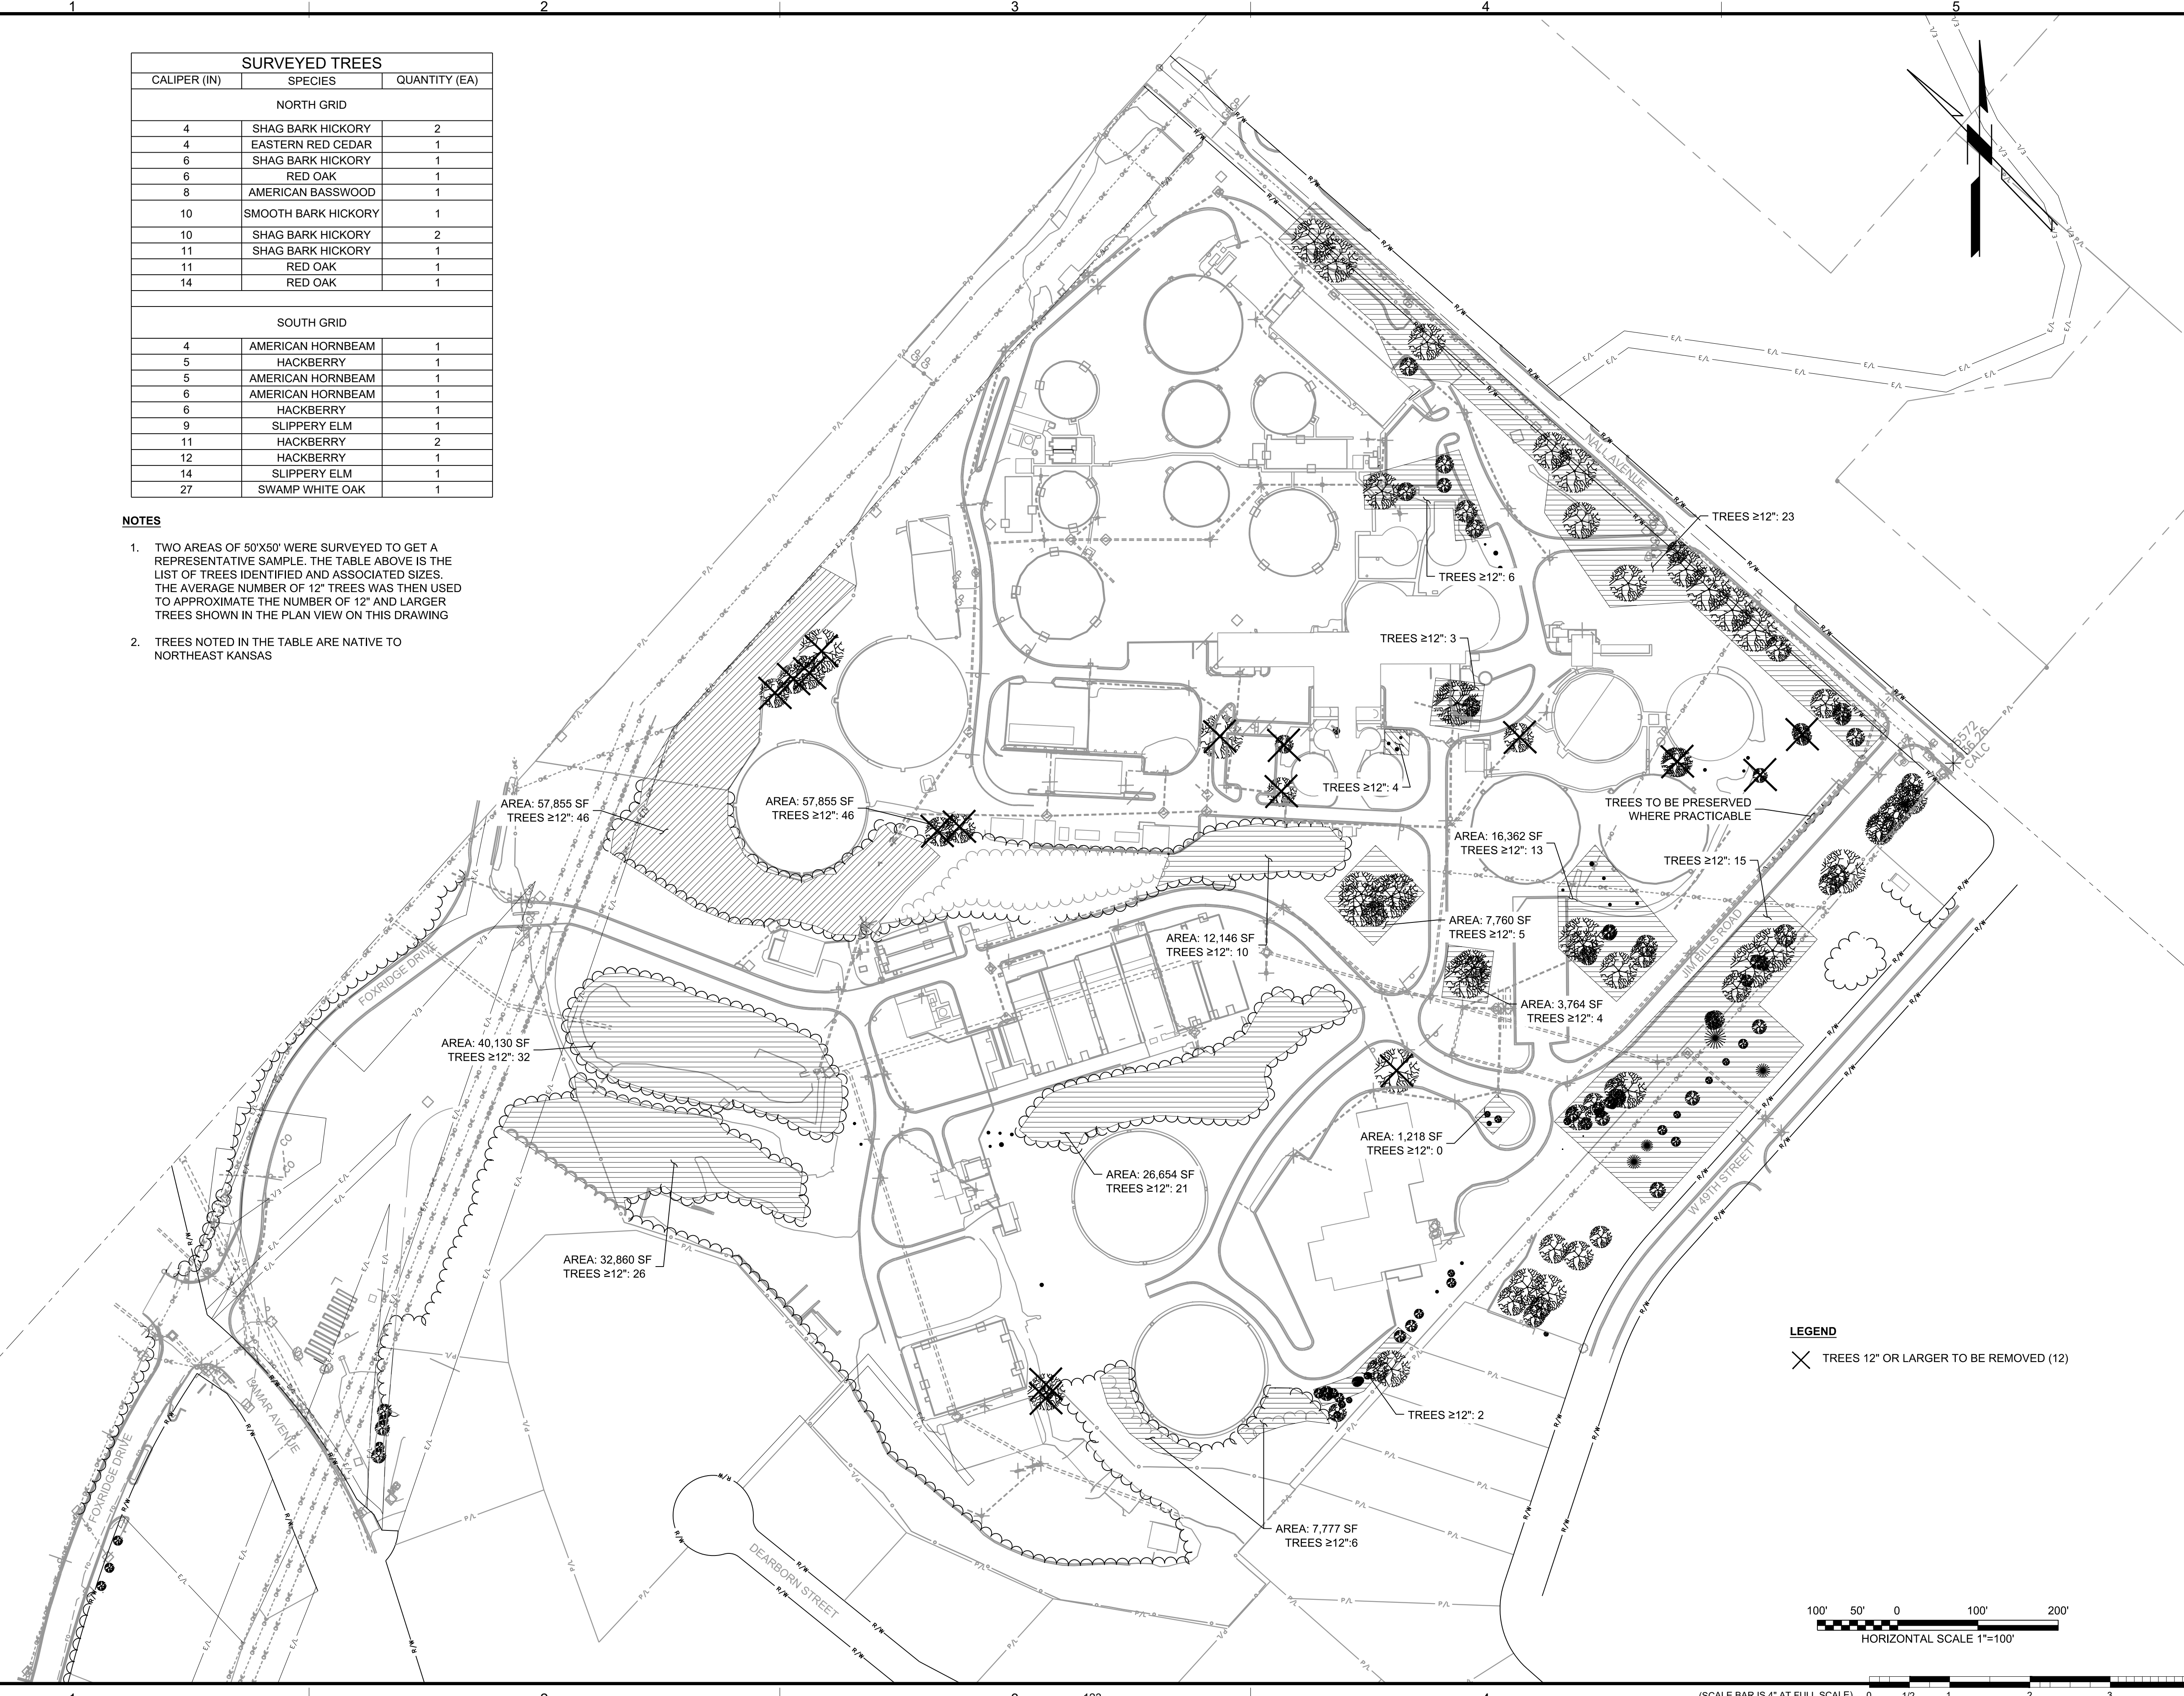 1 2 3 4 5
SURVEYED TREES
CALIPER (IN) SPECIES QUANTITY (EA)
NORTH GRID
4 SHAG BARK HICKORY 2
4 EASTERN RED CEDAR 1
6 SHAG BARK HICKORY 1
6 RED OAK 1
8 AMERICAN BASSWOOD 1
10 SMOOTH BARK HICKORY 1
10 SHAG BARK HICKORY 2
11 SHAG BARK HICKORY 1
11 RED OAK 1
14 RED OAK 1
SOUTH GRID
4 AMERICAN HORNBEAM 1
5 HACKBERRY 1
5 AMERICAN HORNBEAM 1
6 AMERICAN HORNBEAM 1
6 HACKBERRY 1
9 SLIPPERY ELM 1
11 HACKBERRY 2
12 HACKBERRY 1
14 SLIPPERY ELM 1
27 SWAMP WHITE OAK 1
NOTES
1. TWO AREAS OF 50'X50' WERE SURVEYED TO GET A
REPRESENTATIVE SAMPLE. THE TABLE ABOVE IS THE
LIST OF TREES IDENTIFIED AND ASSOCIATED SIZES.
THE AVERAGE NUMBER OF 12" TREES WAS THEN USED
TO APPROXIMATE THE NUMBER OF 12" AND LARGER
TREES SHOWN IN THE PLAN VIEW ON THIS DRAWING
2. TREES NOTED IN THE TABLE ARE NATIVE TO
NORTHEAST KANSAS
NALL AVENUE
TREES ≥12": 23
TREES ≥12": 6
TREES ≥12": 3
TREES ≥12": 4
CALC
AREA: 57,855 SF
TREES ≥12": 46
AREA: 57,855 SF
TREES ≥12": 46
TREES TO BE PRESERVED
WHERE PRACTICABLE
AREA: 16,362 SF
TREES ≥12": 13
TREES ≥12": 15
AREA: 7,760 SF
TREES ≥12": 5
AREA: 12,146 SF
TREES ≥12": 10
JIM BILLS ROAD
FOXRIDGE DRIVE
AREA: 3,764 SF
TREES ≥12": 4
AREA: 40,130 SF
TREES ≥12": 32
AREA: 1,218 SF
TREES ≥12": 0
AREA: 26,654 SF
TREES ≥12": 21
W 49TH STREET
AREA: 32,860 SF
TREES ≥12": 26
LEGEND
TREES 12" OR LARGER TO BE REMOVED (12)
LAMAR AVENUE
TREES ≥12": 2
FOXRIDGE DRIVE
AREA: 7,777 SF
TREES ≥12":6
DEARBORN STREET
100' 50' 0 100' 200'
HORIZONTAL SCALE 1"=100'
(SCALE BAR IS 4" AT FULL SCALE) 0 1/2 1 2 3